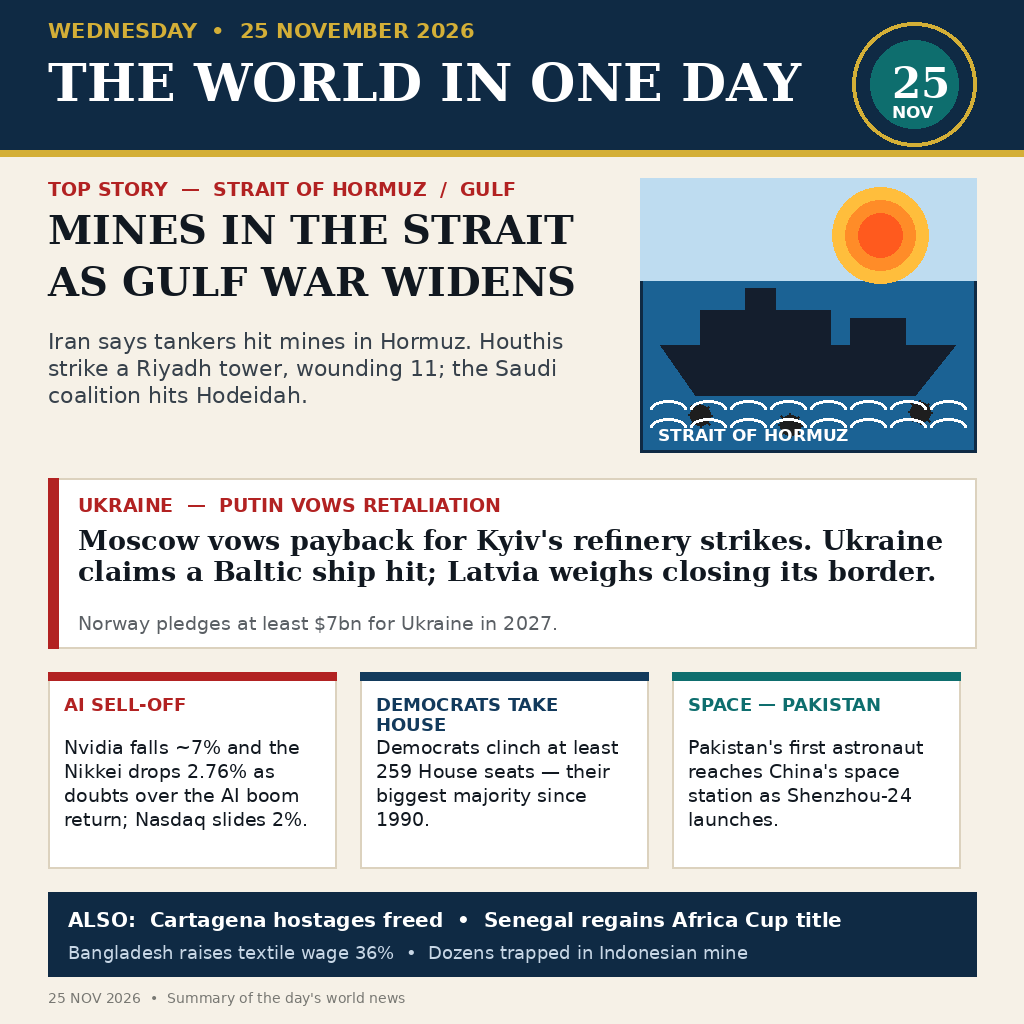 WEDNESDAY • 25 NOVEMBER 2026
THE WORLD IN ONE DAY
25
NOV
TOP STORY — STRAIT OF HORMUZ / GULF
MINES IN THE STRAIT
AS GULF WAR WIDENS
Iran says tankers hit mines in Hormuz. Houthis
strike a Riyadh tower, wounding 11; the Saudi
coalition hits Hodeidah.
STRAIT OF HORMUZ
UKRAINE — PUTIN VOWS RETALIATION
Moscow vows payback for Kyiv's refinery strikes. Ukraine
claims a Baltic ship hit; Latvia weighs closing its border.
Norway pledges at least $7bn for Ukraine in 2027.
AI SELL-OFF
Nvidia falls ~7% and the
Nikkei drops 2.76% as
doubts over the AI boom
return; Nasdaq slides 2%.
DEMOCRATS TAKE
HOUSE
Democrats clinch at least
259 House seats — their
biggest majority since
1990.
SPACE — PAKISTAN
Pakistan's first astronaut
reaches China's space
station as Shenzhou-24
launches.
ALSO: Cartagena hostages freed • Senegal regains Africa Cup title
Bangladesh raises textile wage 36% • Dozens trapped in Indonesian mine
25 NOV 2026 • Summary of the day's world news